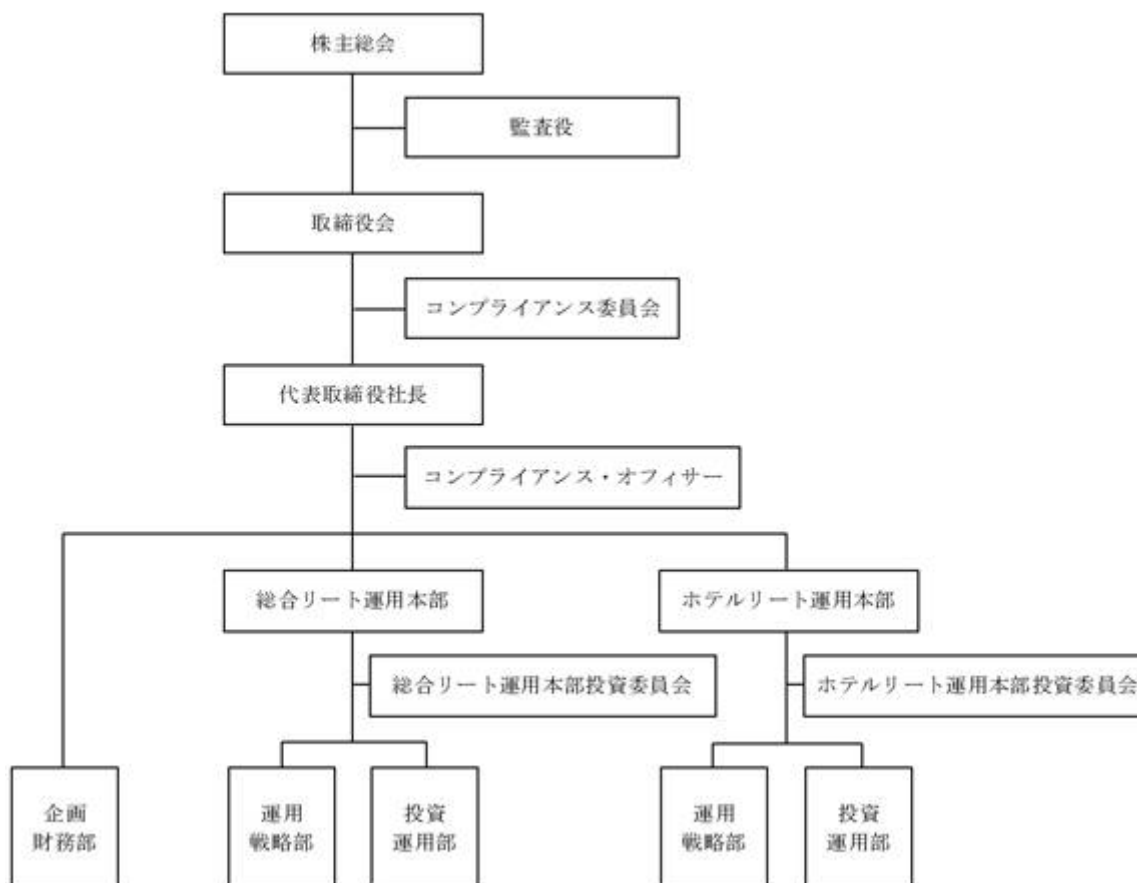 株主総会
監査役
取締役会
コンプライアンス委員会
代表取締役社長
コンプライアンス・オフィサー
総合リート運用本部
ホテルリート運用本部
総合リート運用本部投資委員会
ホテルリート運用本部投資委員会
企画
財務部
運用
戦略部
投資
運用部
運用
戦略部
投資
運用部